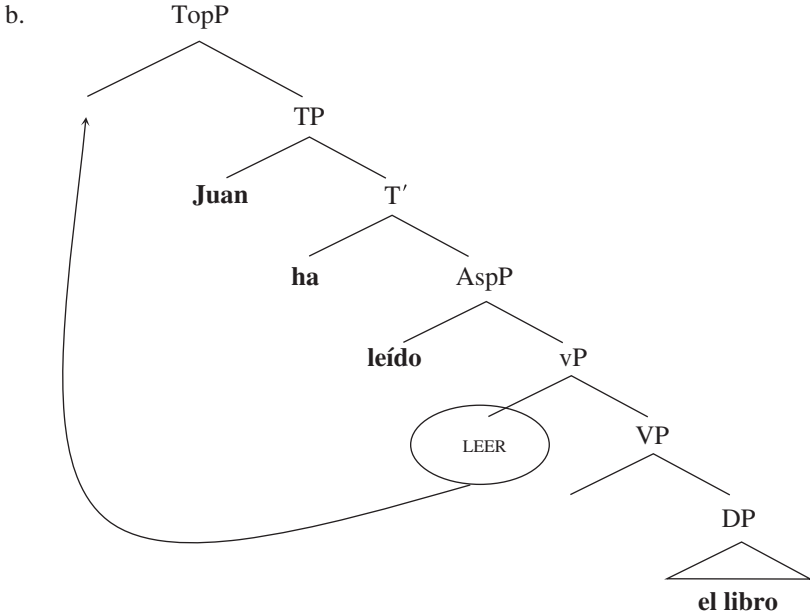 b.
TopP
TP
Juan
T′
ha
AspP
leído
vP
LEER
VP
DP
el libro